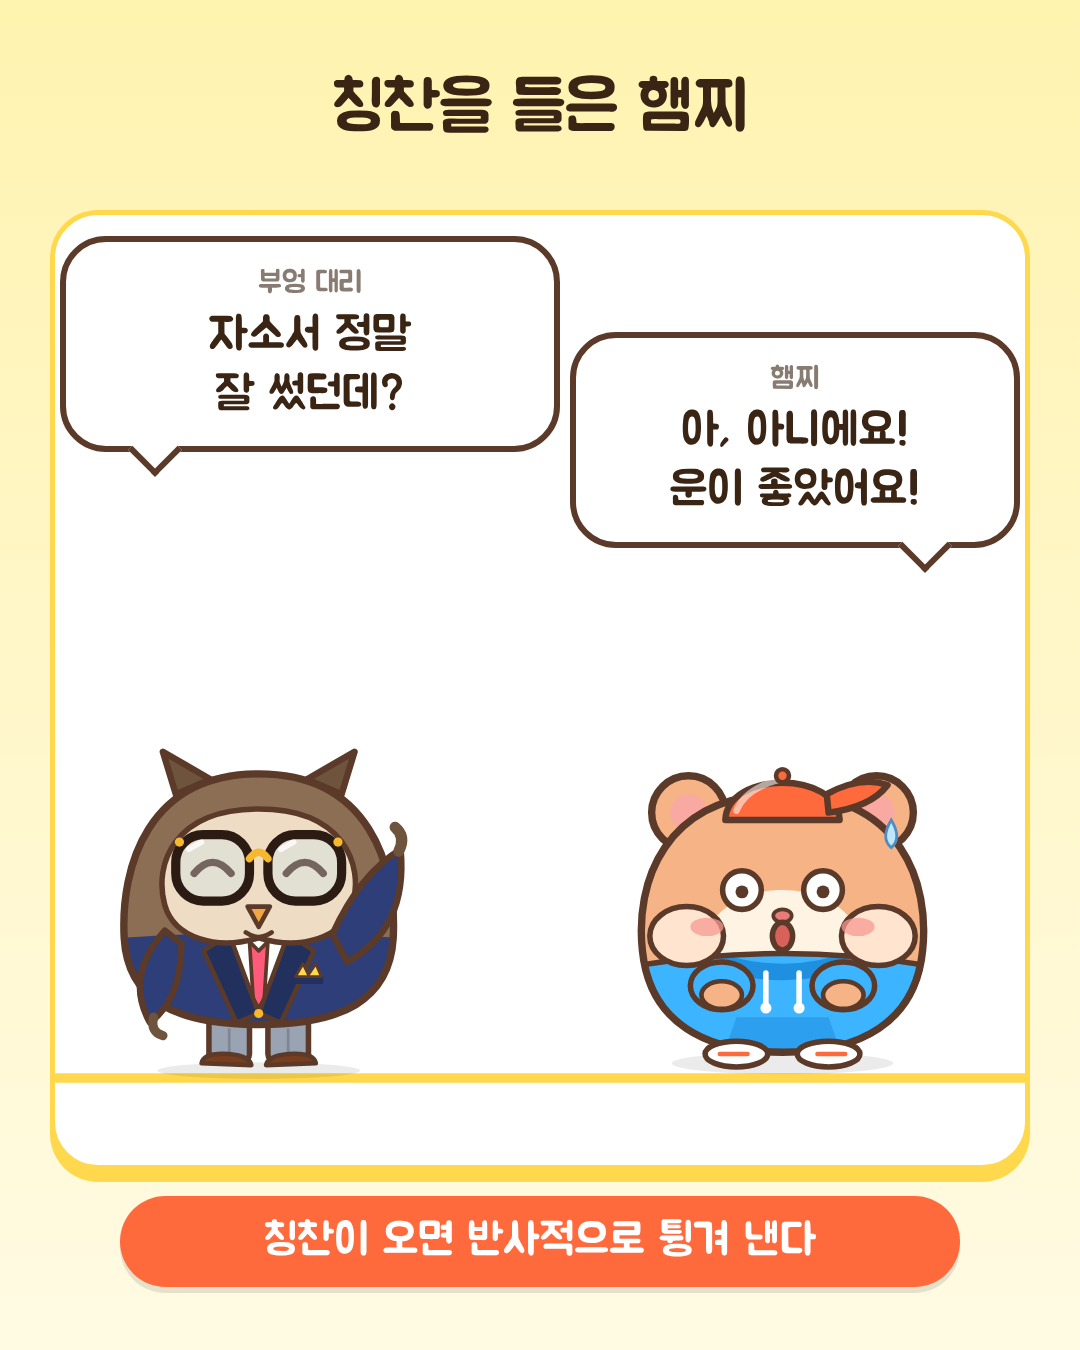 칭찬을 들은 햄찌
부엉 대리
자소서 정말
잘 썼던데?
햄찌
아, 아니에요!
운이 좋았어요!
칭찬이 오면 반사적으로 튕겨 낸다